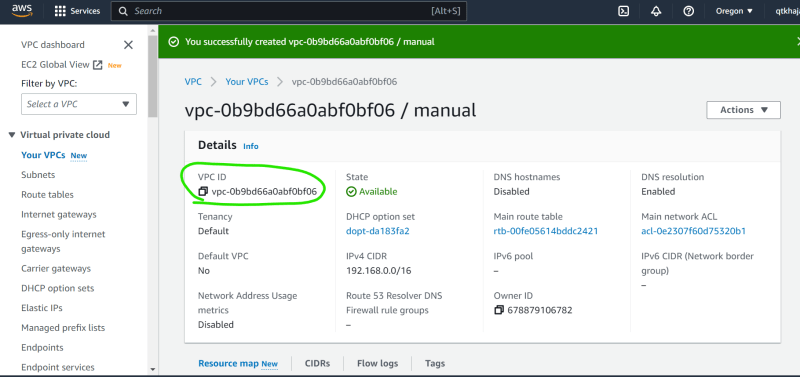 aws
Services
Search
[Alt+S]
Oregon
qtkhaja
VPC dashboard
EC2 Global View New
Filter by VPC:
Select a VPC
Virtual private cloud
Your VPCs New
Subnets
Route tables
Internet gateways
Egress-only internet
gateways
Carrier gateways
DHCP option sets
Elastic IPs
Managed prefix lists
Endpoints
Endpoint services
You successfully created vpc-0b9bd66a0abf0bf06 / manual
VPC
Your VPCs
vpc-0b9bd66a0abf0bf06
vpc-0b9bd66a0abf0bf06 / manual
Actions
Details Info
VPC ID
vpc-0b9bd66a0abf0bf06
State
Available
DNS hostnames
Disabled
DNS resolution
Enabled
Tenancy
Default
DHCP option set
dopt-da183fa2
Main route table
rtb-00fe05614bddc2421
Main network ACL
acl-0e2307f60d75320b1
Default VPC
No
IPv4 CIDR
192.168.0.0/16
IPv6 pool
–
IPv6 CIDR (Network border
group)
–
Network Address Usage
metrics
Disabled
Route 53 Resolver DNS
Firewall rule groups
–
Owner ID
678879106782
Resource map New
CIDRs
Flow logs
Tags